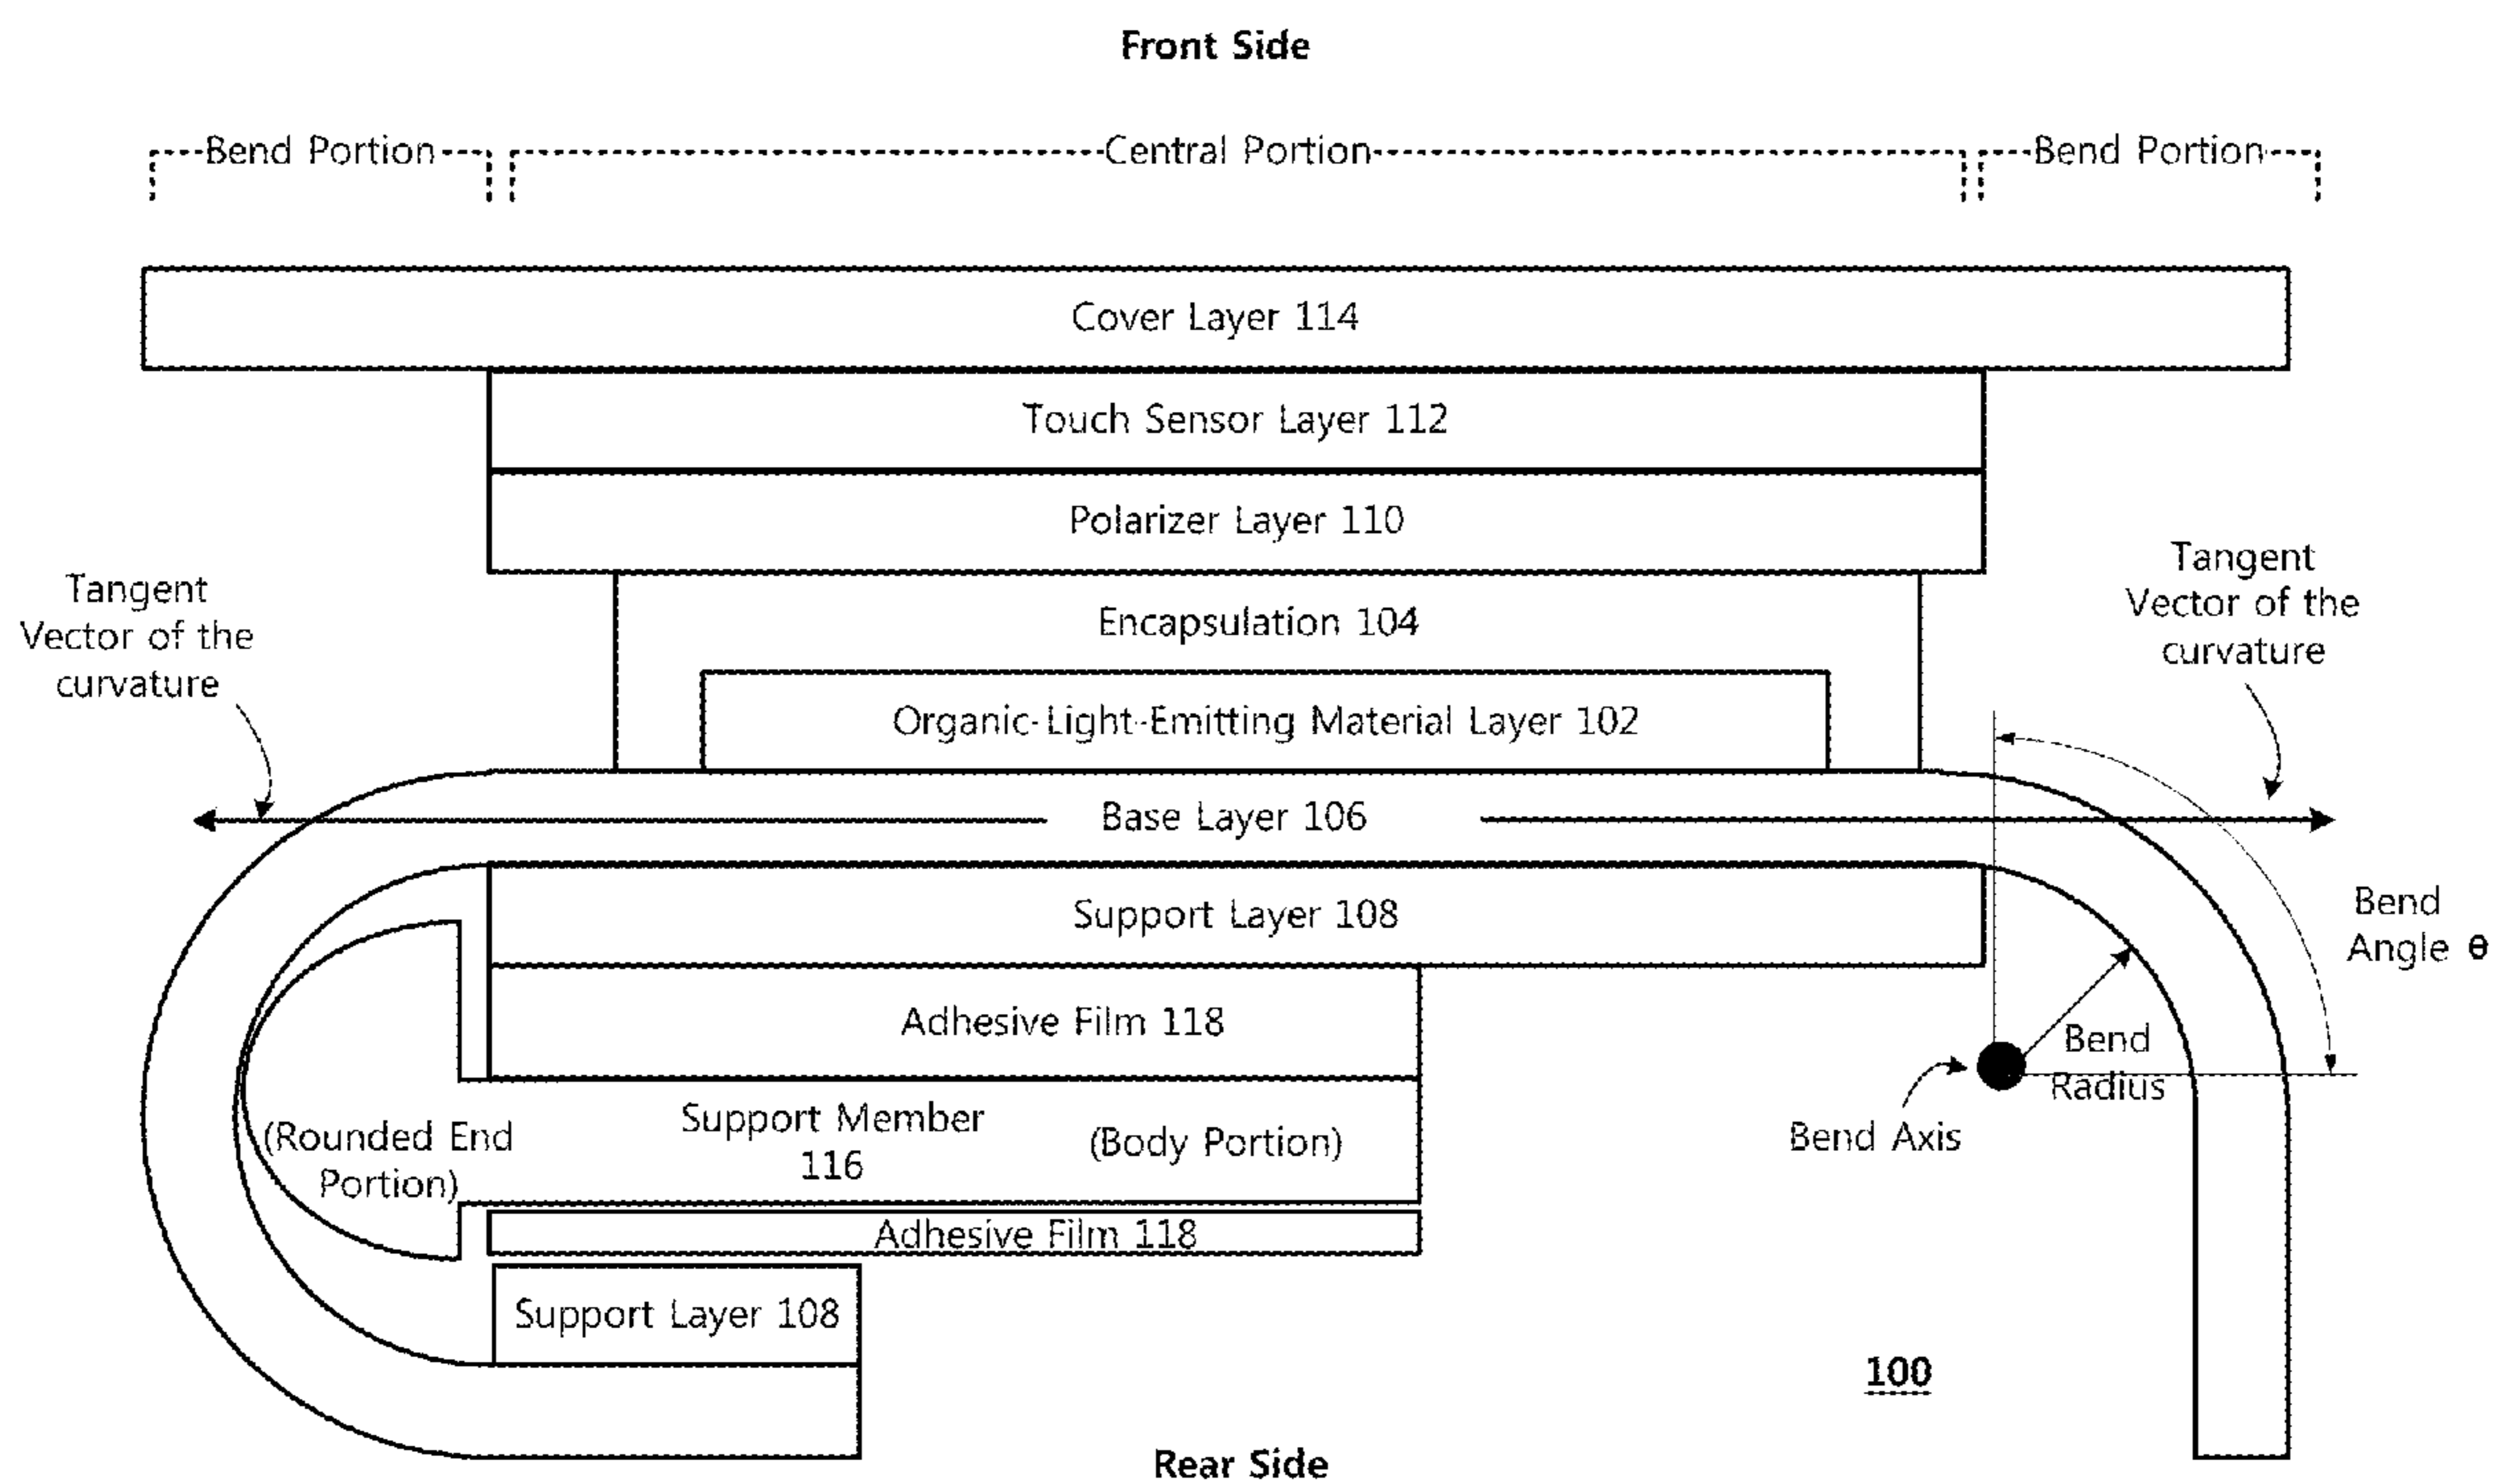 Front Side
Bend Portion
Central Portion
Bend Portion
Cover Layer 114
Touch Sensor Layer 112
Polarizer Layer 110
Tangent
Vector of the
curvature
Encapsulation 104
Tangent
Vector of the
curvature
Organic-Light-Emitting Material Layer 102
Base Layer 106
Support Layer 108
Bend
Angle θ
Adhesive Film 118
Bend
Radius
Bend Axis
Support Member
116
(Body Portion)
(Rounded End
Portion)
Adhesive Film 118
Support Layer 108
100
Rear Side